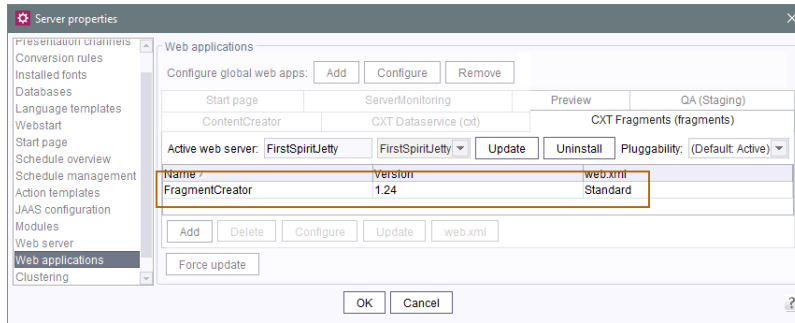 Server properties
Presentation channels
Conversion rules
Installed fonts
Databases
Language templates
Webstart
Start page
Schedule overview
Schedule management
Action templates
JAAS configuration
Modules
Web server
Web applications
Clustering
Web applications
Configure global web apps: Add Configure Remove
Start page ServerMonitoring Preview QA (Staging)
ContentCreator CXT Dataservice (cxt) CXT Fragments (fragments)
Active web server: FirstSpiritJetty FirstSpiritJetty Update Uninstall Pluggability: (Default: Active)
Name Version web.xml
FragmentCreator 1.24 Standard
Add Delete Configure Update web.xml
Force update
OK Cancel ?